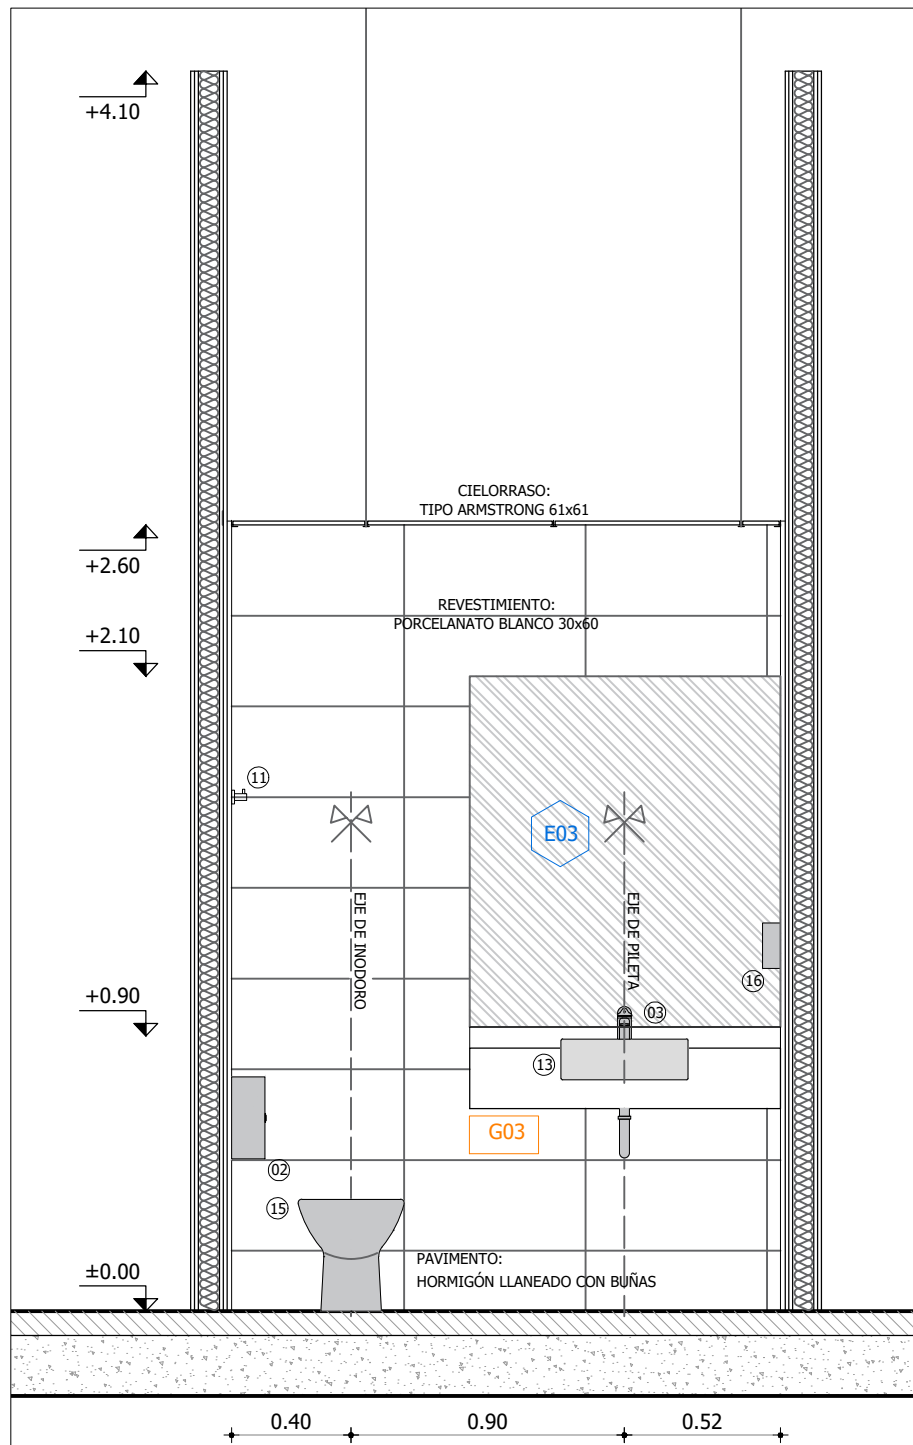 +4.10
CIELORRASO:
TIPO ARMSTRONG 61x61
+2.60
REVESTIMIENTO:
PORCELANATO BLANCO 30x60
+2.10
11
E03
EJE DE INODORO
EJE DE PILETA
16
+0.90
03
13
G03
02
15
PAVIMENTO:
HORMIGÓN LLANEADO CON BUÑAS
±0.00
0.40
0.90
0.52